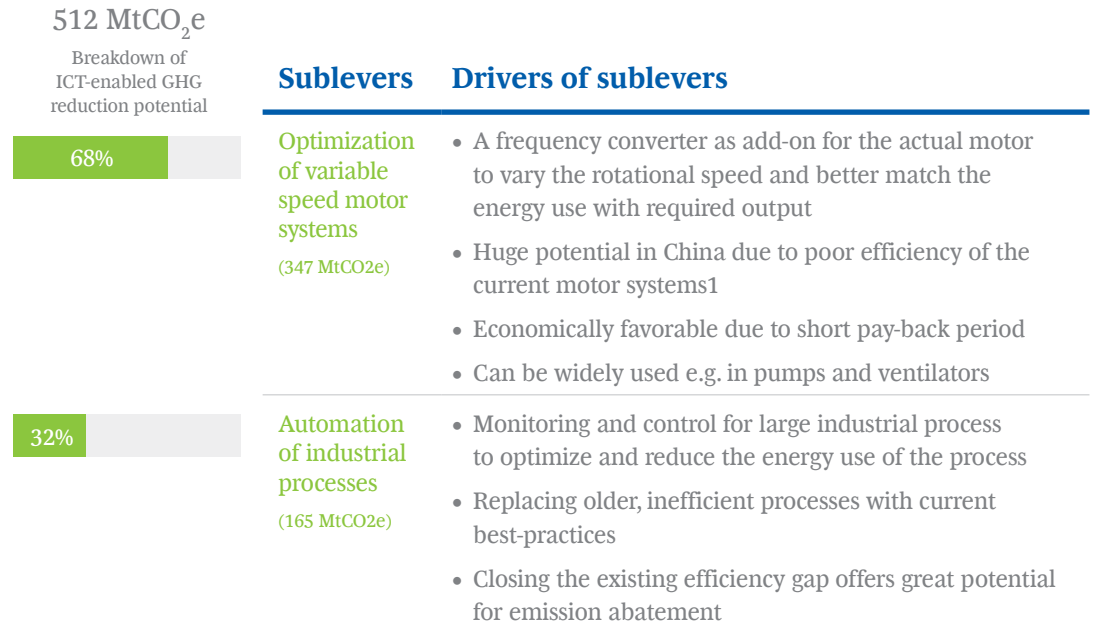 512 MtCO₂e
Breakdown of
ICT-enabled GHG
reduction potential
Sublevers
Drivers of sublevers
68%
Optimization
of variable
speed motor
systems
(347 MtCO2e)
• A frequency converter as add-on for the actual motor
to vary the rotational speed and better match the
energy use with required output
• Huge potential in China due to poor efficiency of the
current motor systems1
• Economically favorable due to short pay-back period
• Can be widely used e.g. in pumps and ventilators
32%
Automation
of industrial
processes
(165 MtCO2e)
• Monitoring and control for large industrial process
to optimize and reduce the energy use of the process
• Replacing older, inefficient processes with current
best-practices
• Closing the existing efficiency gap offers great potential
for emission abatement